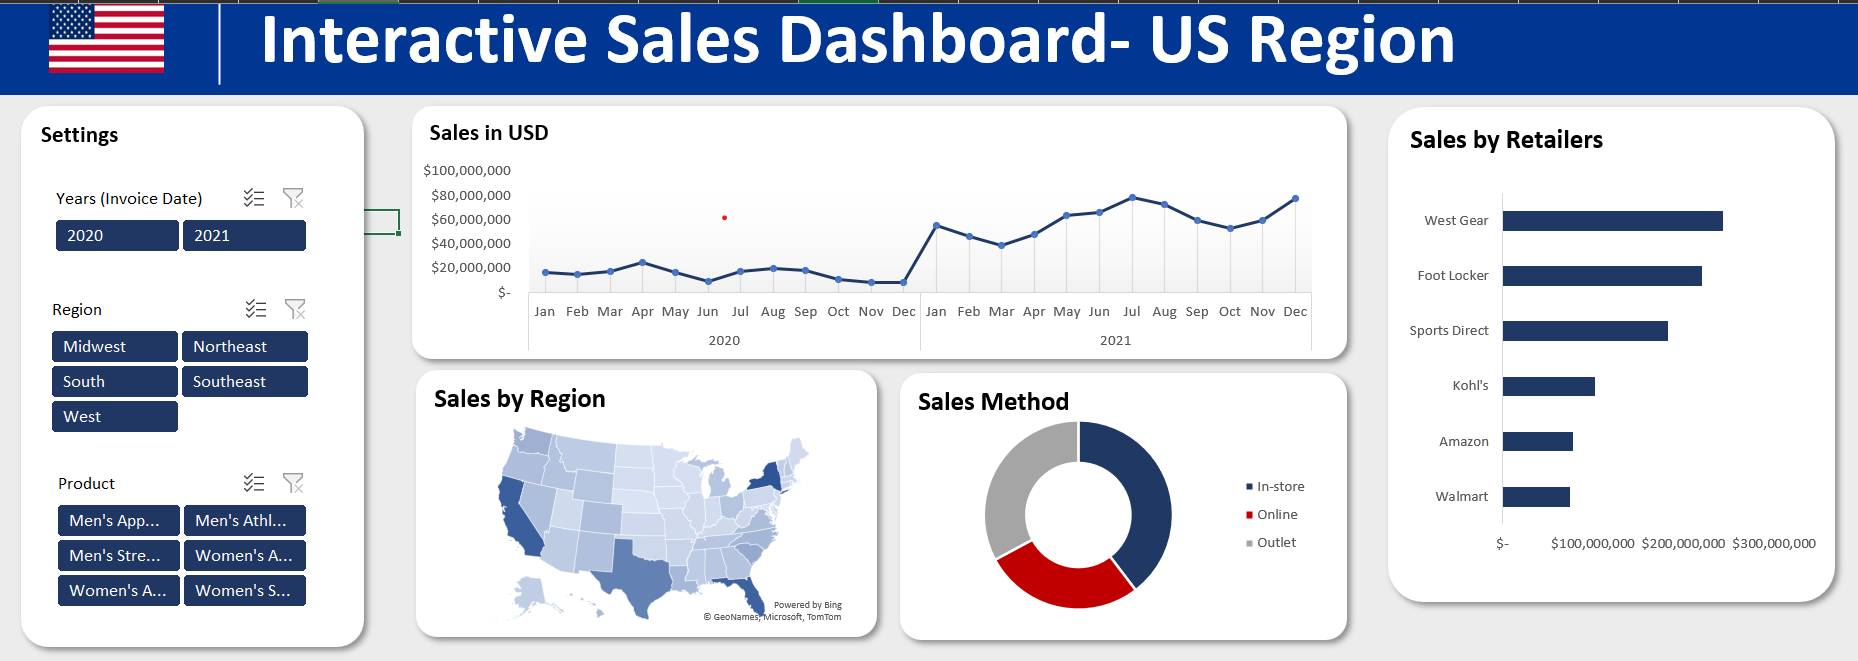 Interactive Sales Dashboard- US Region
Settings
Years (Invoice Date)
2020 2021
Region
Midwest Northeast
South Southeast
West
Product
Men's App... Men's Athl...
Men's Stre... Women's A...
Women's A... Women's S...
Sales in USD
$100,000,000
$80,000,000
$60,000,000
$40,000,000
$20,000,000
$-
Jan Feb Mar Apr May Jun Jul Aug Sep Oct Nov Dec Jan Feb Mar Apr May Jun Jul Aug Sep Oct Nov Dec
2020 2021
Sales by Region
Powered by Bing
© GeoNames, Microsoft, TomTom
Sales Method
In-store
Online
Outlet
Sales by Retailers
West Gear
Foot Locker
Sports Direct
Kohl's
Amazon
Walmart
$- $100,000,000 $200,000,000 $300,000,000